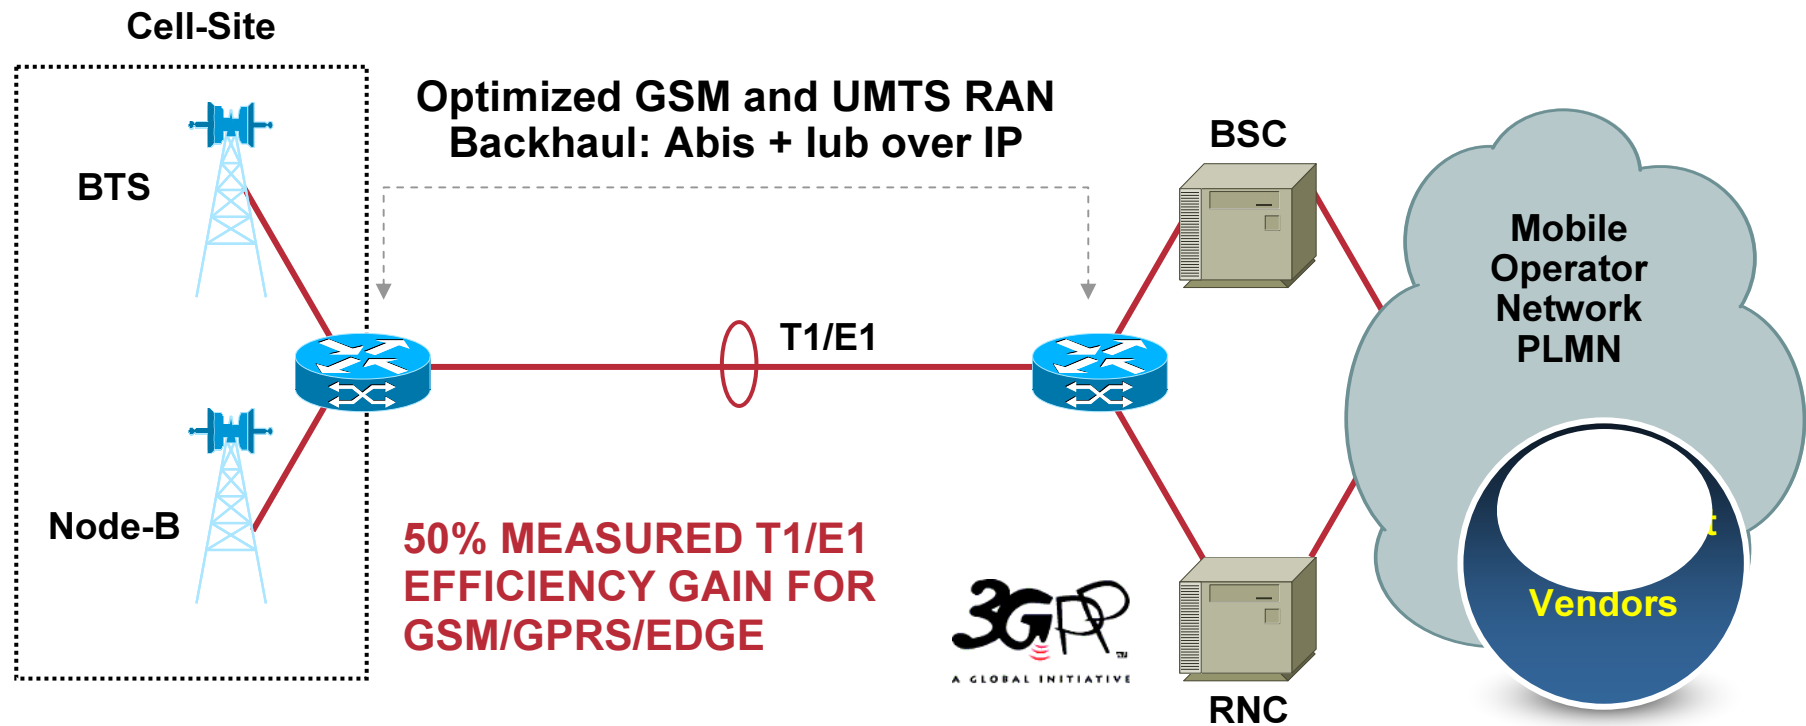 Cell-Site
Optimized GSM and UMTS RAN
Backhaul: Abis + Iub over IP
BTS
BSC
Mobile
Operator
Network
PLMN
T1/E1
Node-B
50% MEASURED T1/E1
EFFICIENCY GAIN FOR
GSM/GPRS/EDGE
3GPP
TM
A GLOBAL INITIATIVE
RNC
Vendors